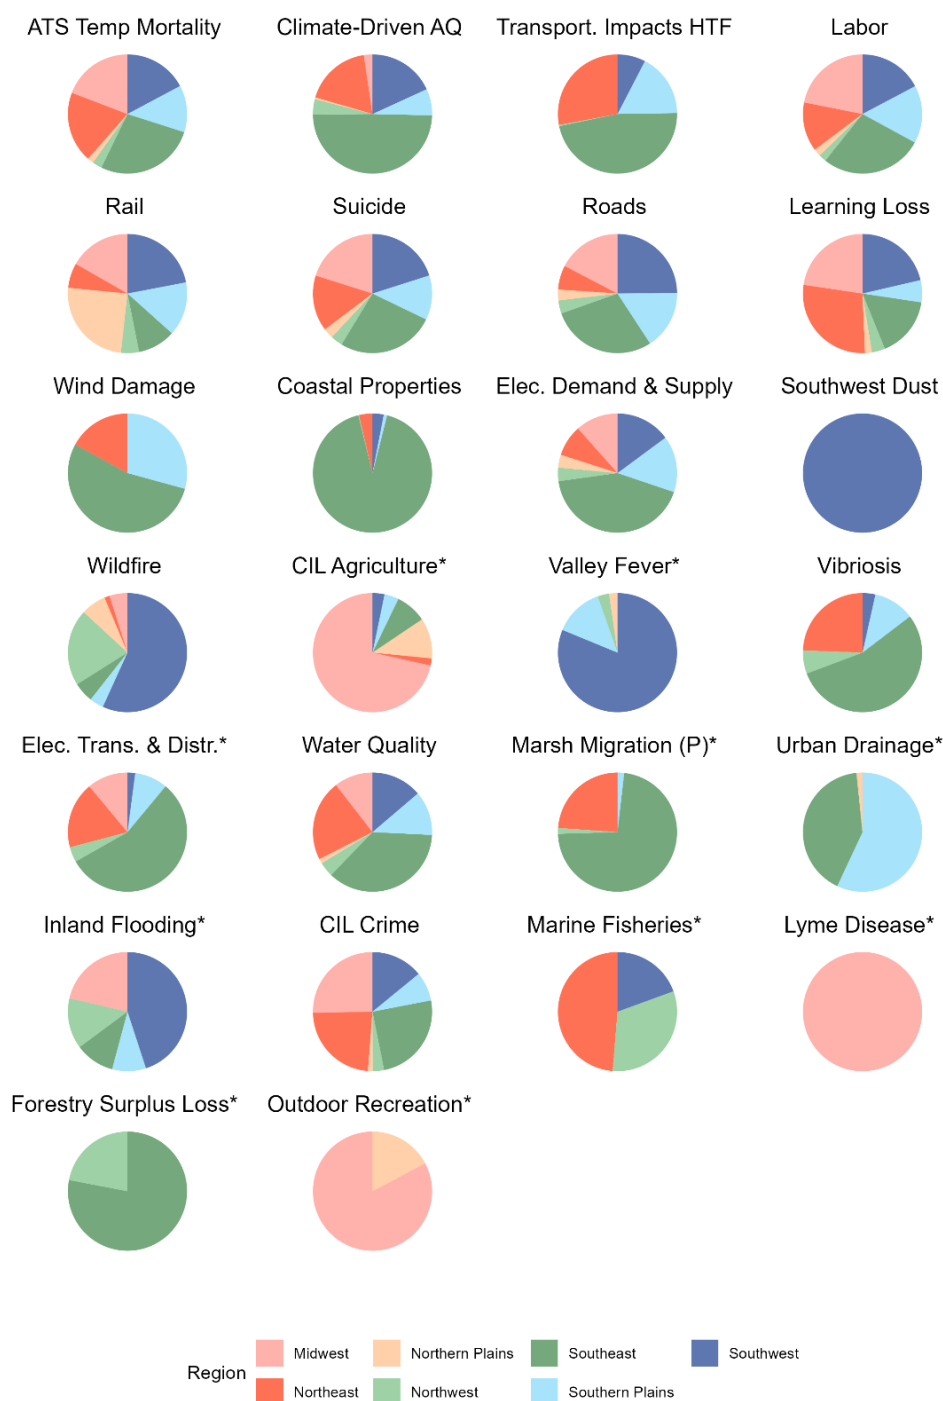 ATS Temp Mortality
Climate-Driven AQ
Transport. Impacts HTF
Labor
Rail
Suicide
Roads
Learning Loss
Wind Damage
Coastal Properties
Elec. Demand & Supply
Southwest Dust
Wildfire
CIL Agriculture*
Valley Fever*
Vibriosis
Elec. Trans. & Distr.*
Water Quality
Marsh Migration (P)*
Urban Drainage*
Inland Flooding*
CIL Crime
Marine Fisheries*
Lyme Disease*
Forestry Surplus Loss*
Outdoor Recreation*
Region
Midwest
Northern Plains
Southeast
Southwest
Northeast
Northwest
Southern Plains